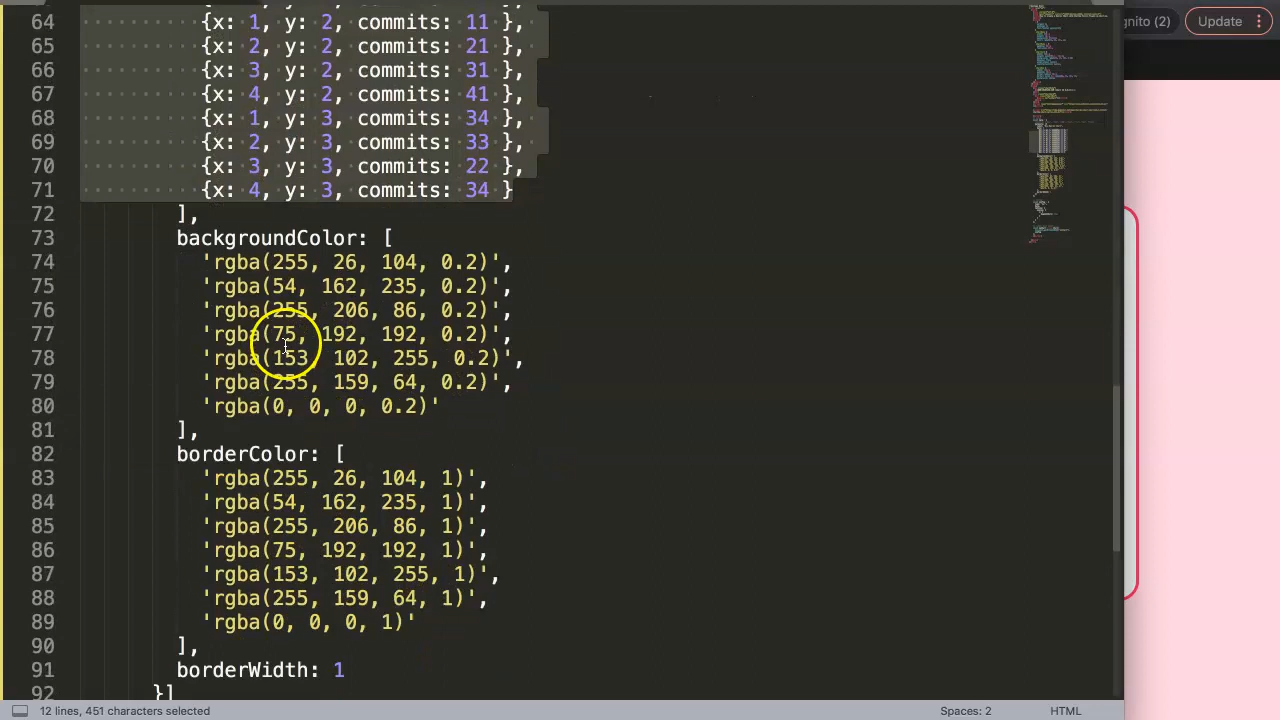 64 {x: 1, y: 2, commits: 11 },
65 {x: 2, y: 2, commits: 21 },
66 {x: 3, y: 2, commits: 31 },
67 {x: 4, y: 2, commits: 41 },
68 {x: 1, y: 3, commits: 34 },
69 {x: 2, y: 3, commits: 33 },
70 {x: 3, y: 3, commits: 22 },
71 {x: 4, y: 3, commits: 34 }
72 ],
73 backgroundColor: [
74 'rgba(255, 26, 104, 0.2)',
75 'rgba(54, 162, 235, 0.2)',
76 'rgba(255, 206, 86, 0.2)',
77 'rgba(75, 192, 192, 0.2)',
78 'rgba(153, 102, 255, 0.2)',
79 'rgba(255, 159, 64, 0.2)',
80 'rgba(0, 0, 0, 0.2)'
81 ],
82 borderColor: [
83 'rgba(255, 26, 104, 1)',
84 'rgba(54, 162, 235, 1)',
85 'rgba(255, 206, 86, 1)',
86 'rgba(75, 192, 192, 1)',
87 'rgba(153, 102, 255, 1)',
88 'rgba(255, 159, 64, 1)',
89 'rgba(0, 0, 0, 1)'
90 ],
91 borderWidth: 1
92 }]
12 lines, 451 characters selected
Spaces: 2
HTML
gnito (2)
Update